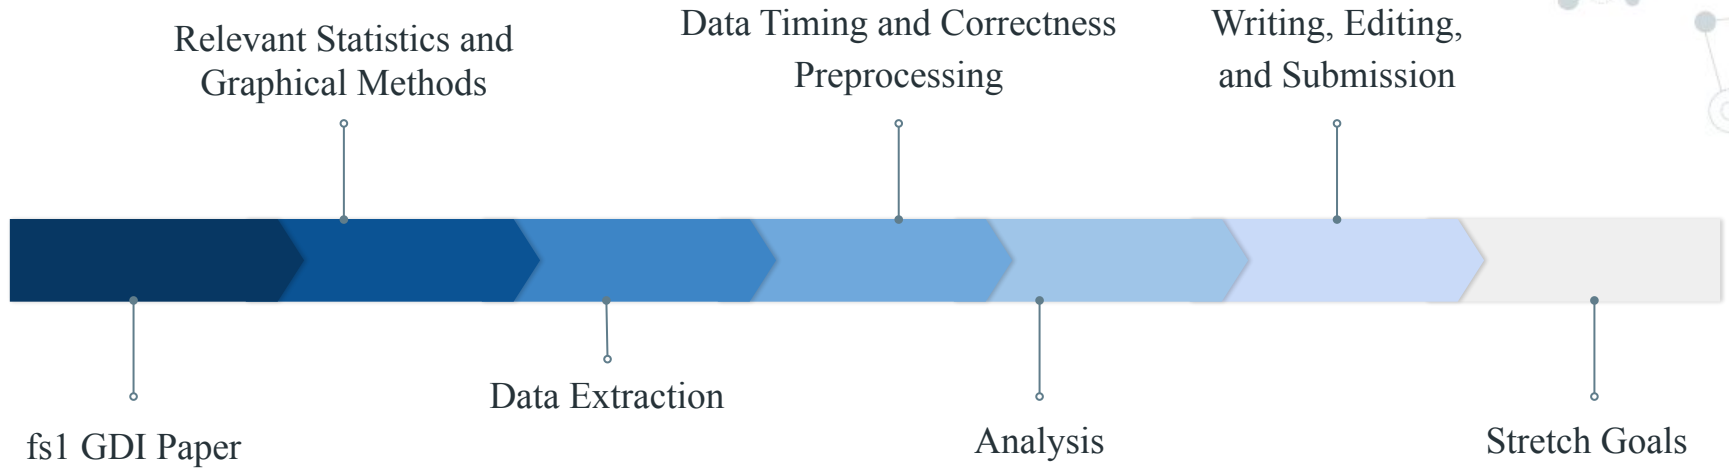 Relevant Statistics and
Graphical Methods
Data Timing and Correctness
Preprocessing
Writing, Editing,
and Submission
fs1 GDI Paper
Data Extraction
Analysis
Stretch Goals